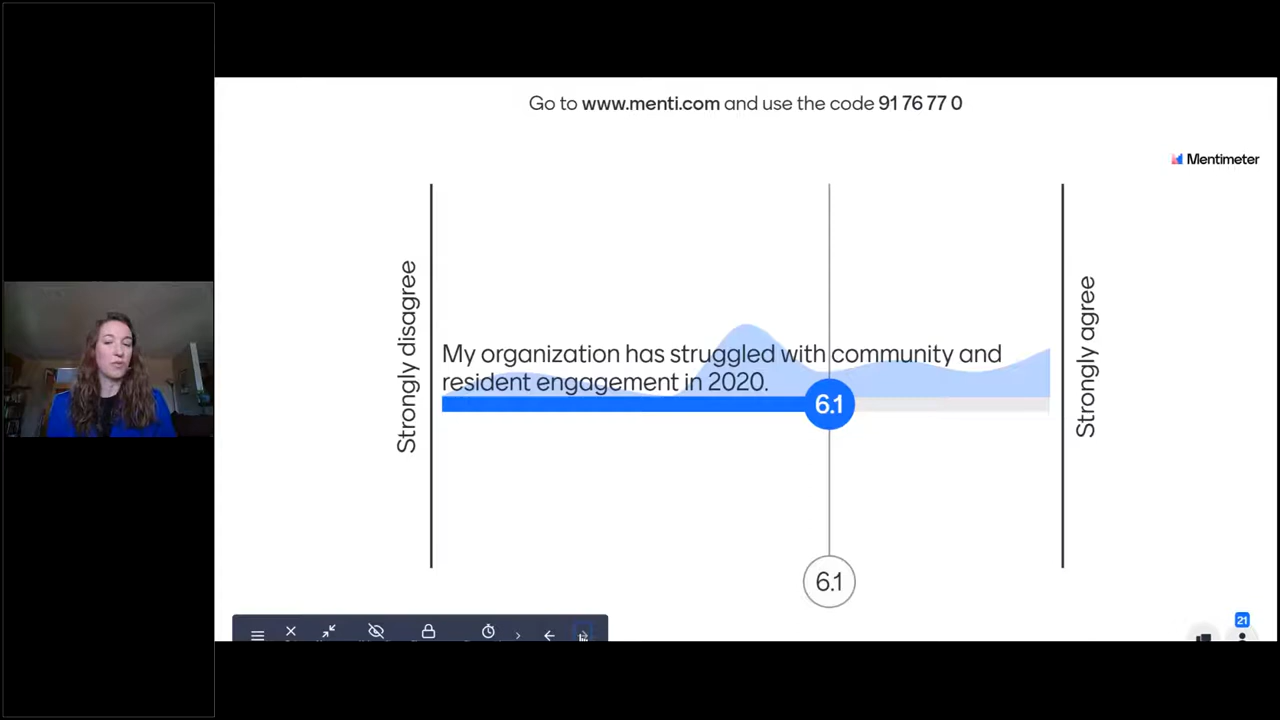 Go to www.menti.com and use the code 91 76 77 0
Mentimeter
Strongly disagree
My organization has struggled with community and
resident engagement in 2020.
6.1
Strongly agree
6.1
21